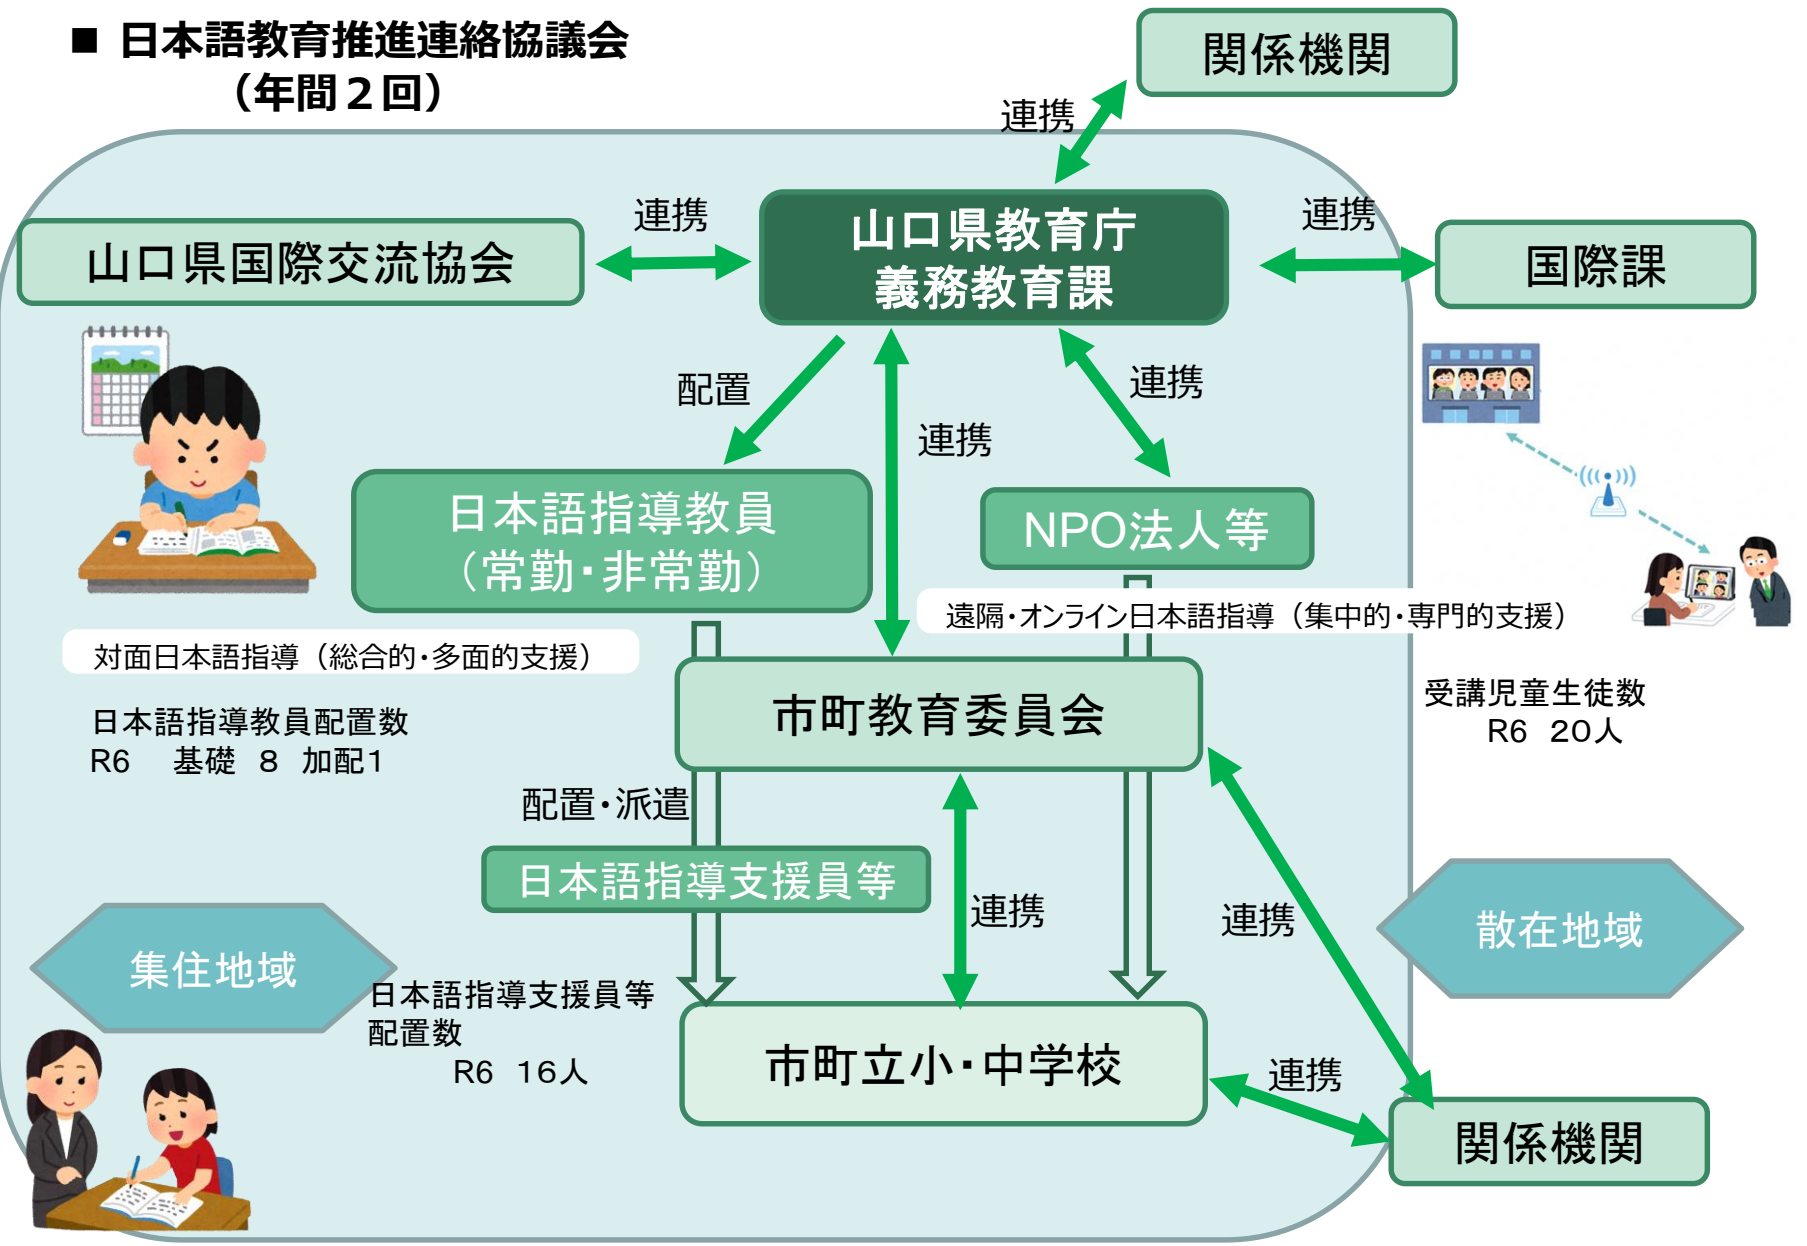 ■ 日本語教育推進連絡協議会
（年間２回）
関係機関
連携
山口県国際交流協会
連携
山口県教育庁
義務教育課
連携
国際課
配置
連携
連携
日本語指導教員
（常勤・非常勤）
NPO法人等
遠隔・オンライン日本語指導（集中的・専門的支援）
対面日本語指導（総合的・多面的支援）
日本語指導教員配置数
R6　基礎　８　加配１
市町教育委員会
受講児童生徒数
R6　２０人
配置・派遣
日本語指導支援員等
連携
連携
散在地域
集住地域
日本語指導支援員等
配置数
R6　１６人
市町立小・中学校
連携
関係機関